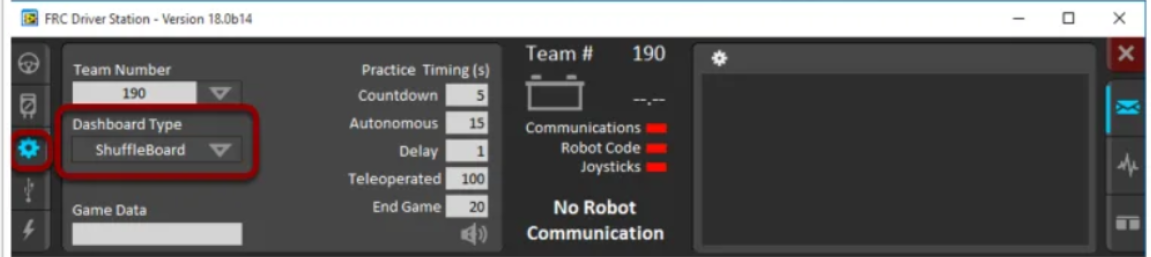 FRC Driver Station - Version 18.0b14
Team Number
190
Dashboard Type
ShuffleBoard
Game Data
Practice Timing (s)
Countdown 5
Autonomous 15
Delay 1
Teleoperated 100
End Game 20
Team # 190
--.--
Communications
Robot Code
Joysticks
No Robot
Communication